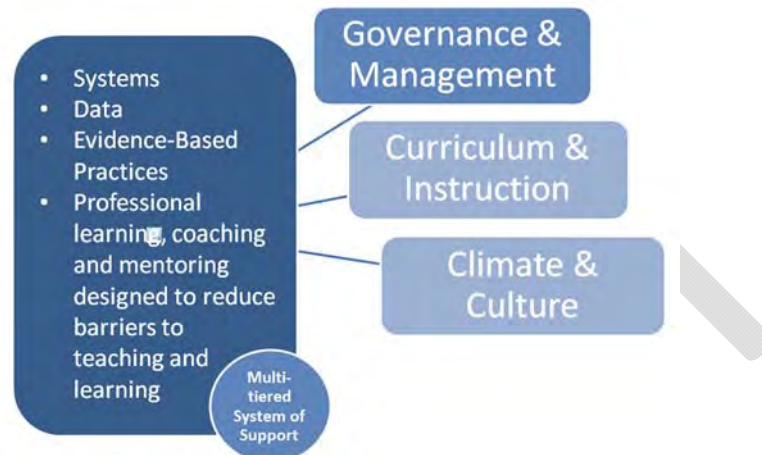 • Systems
• Data
• Evidence-Based
Practices
• Professional
learning, coaching
and mentoring
designed to reduce
barriers to
teaching and
learning
Multi-
tiered
System of
Support
Governance &
Management
Curriculum &
Instruction
Climate &
Culture